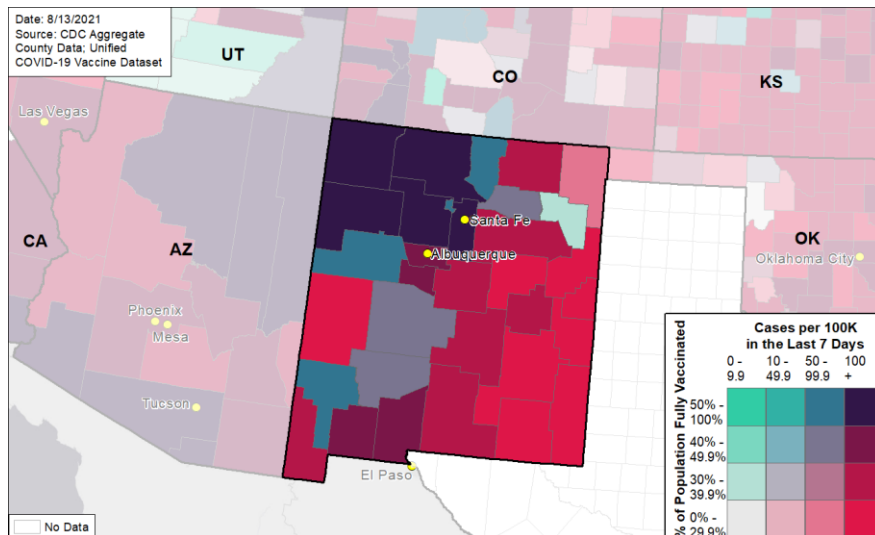 Date: 8/13/2021
Source: CDC Aggregate
County Data; Unified
COVID-19 Vaccine Dataset
UT
CO
KS
Las Vegas
Santa Fe
CA
AZ
Albuquerque
OK
Oklahoma City
Phoenix
Mesa
Tucson
El Paso
No Data
Cases per 100K
in the Last 7 Days
0 -
9.9
10 -
49.9
50 -
99.9
100
+
% of Population Fully Vaccinated
50% -
100%
40% -
49.9%
30% -
39.9%
0% -
29.9%